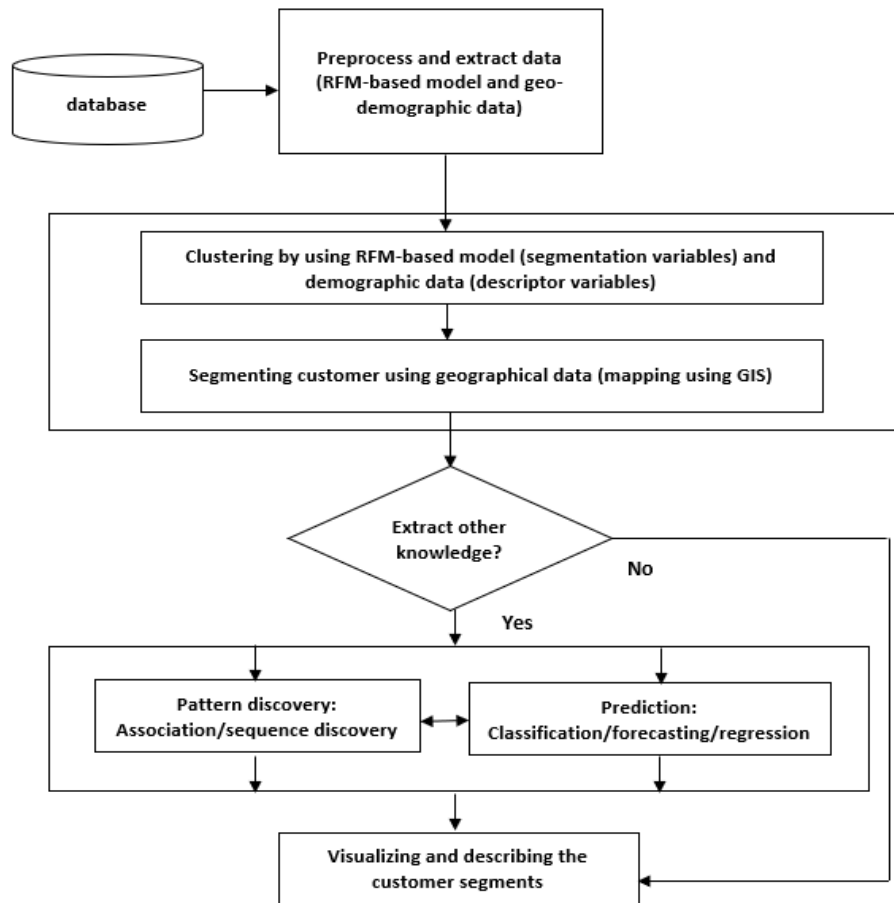 Preprocess and extract data
(RFM-based model and geo-
demographic data)
database
Clustering by using RFM-based model (segmentation variables) and
demographic data (descriptor variables)
Segmenting customer using geographical data (mapping using GIS)
Extract other
knowledge?
No
Yes
Pattern discovery:
Association/sequence discovery
Prediction:
Classification/forecasting/regression
Visualizing and describing the
customer segments